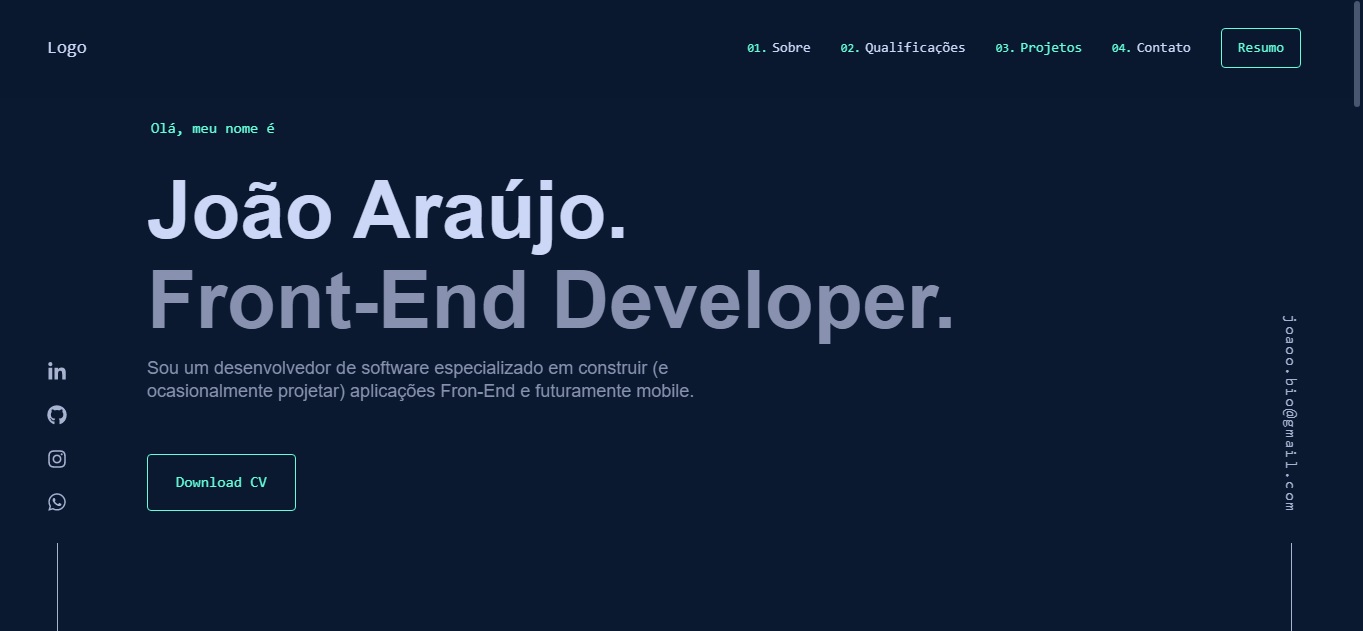 Logo
01. Sobre
02. Qualificações
03. Projetos
04. Contato
Resumo
Olá, meu nome é
João Araújo.
Front-End Developer.
Sou um desenvolvedor de software especializado em construir (e
ocasionalmente projetar) aplicações Fron-End e futuramente mobile.
Download CV
joaoo.bio@gmail.com